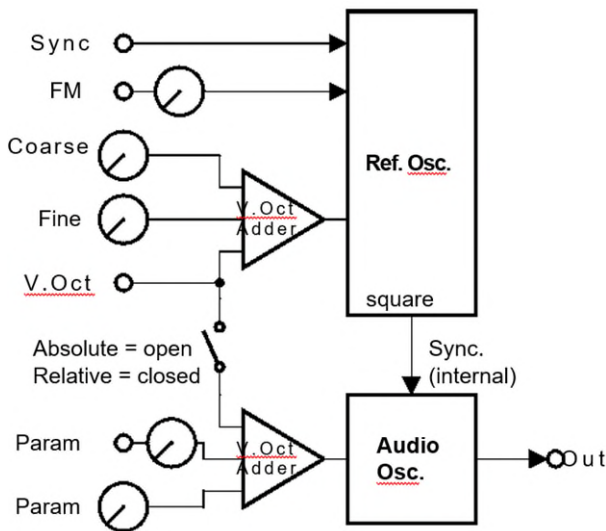 Sync
FM
Coarse
Ref. Osc.
V.Oct
Adder
Fine
V.Oct
square
Absolute = open
Relative = closed
Sync.
(internal)
Param
V.Oct
Adder
Audio
Osc.
Out
Param